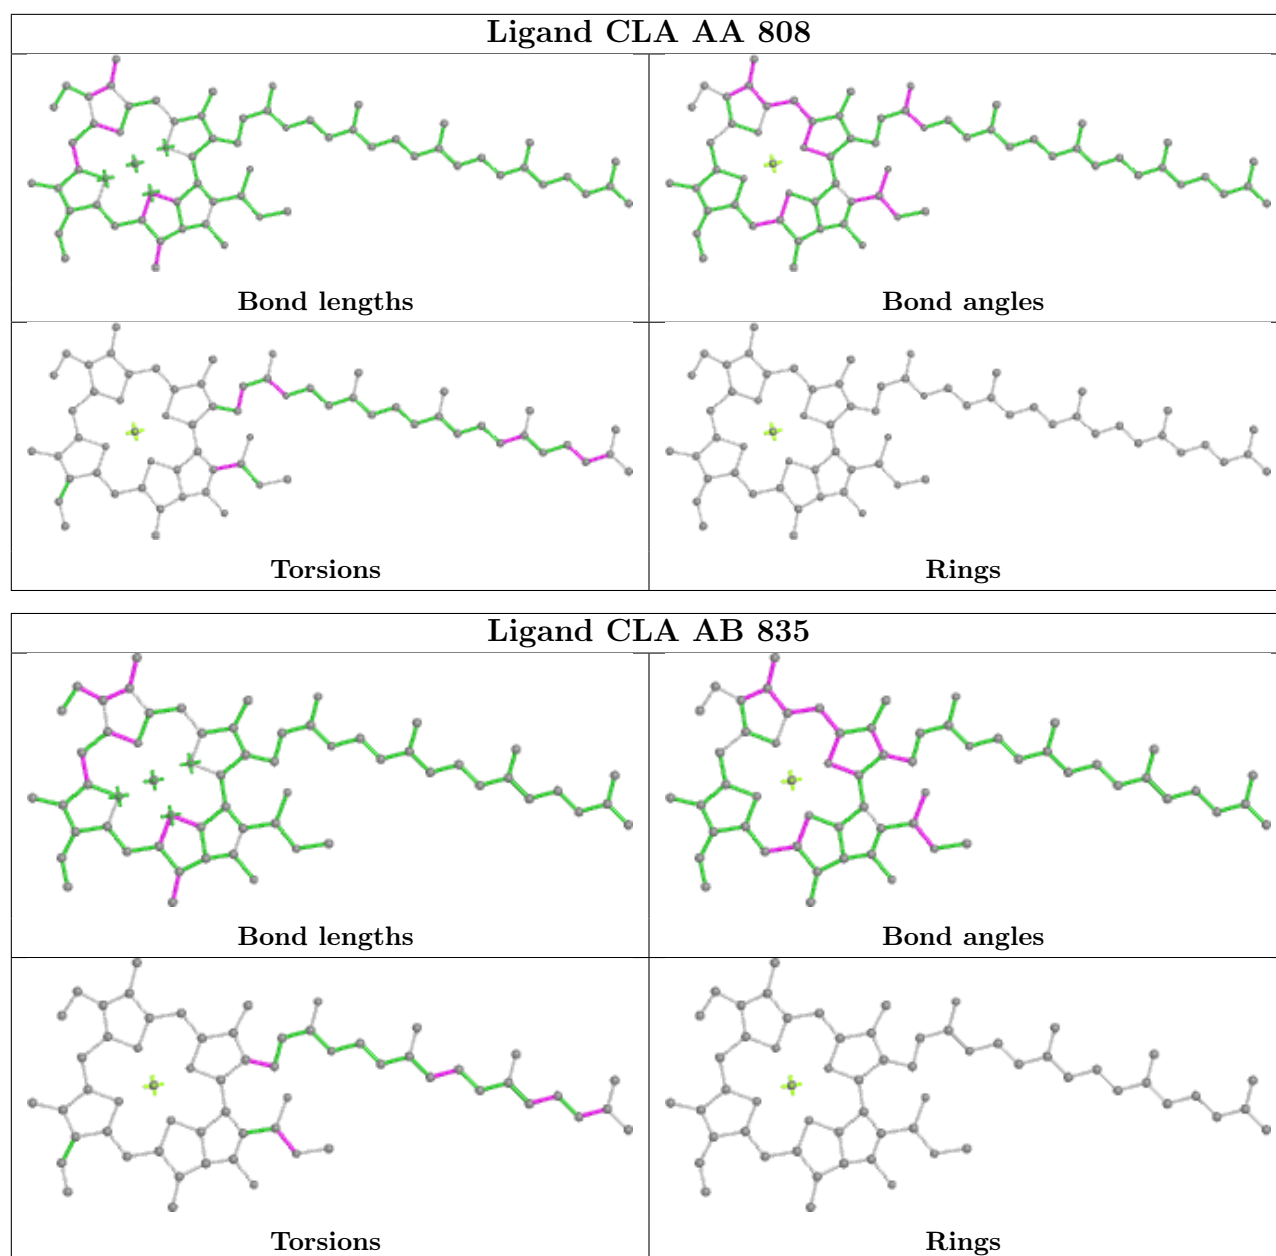 Ligand CLA AA 808
Bond lengths
Bond angles
Torsions
Rings
Ligand CLA AB 835
Bond lengths
Bond angles
Torsions
Rings